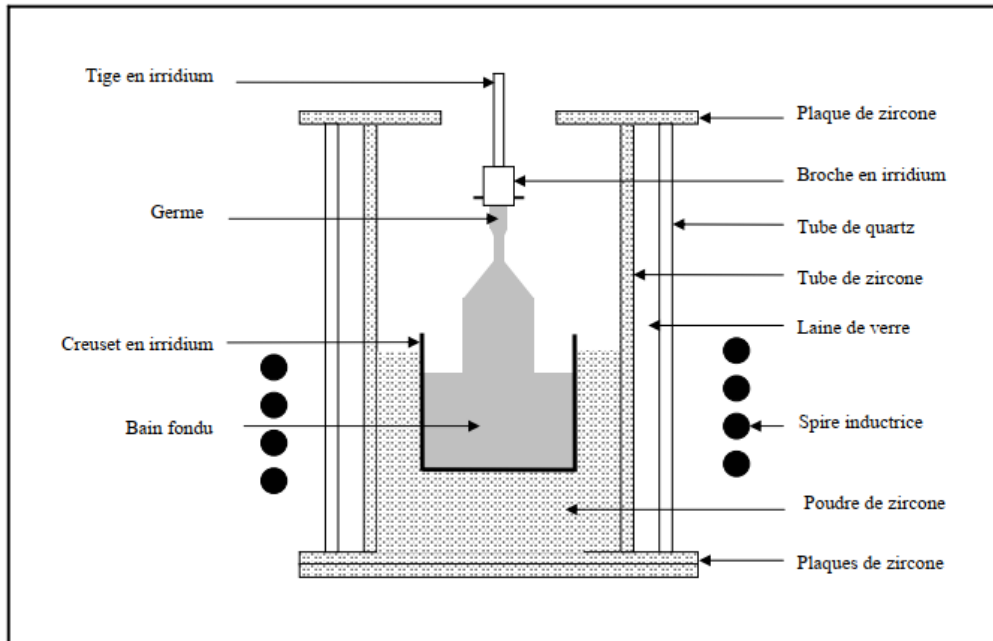 Tige en irridium
Germe
Creuset en irridium
Bain fondu
Plaque de zircone
Broche en irridium
Tube de quartz
Tube de zircone
Laine de verre
Spire inductrice
Poudre de zircone
Plaques de zircone